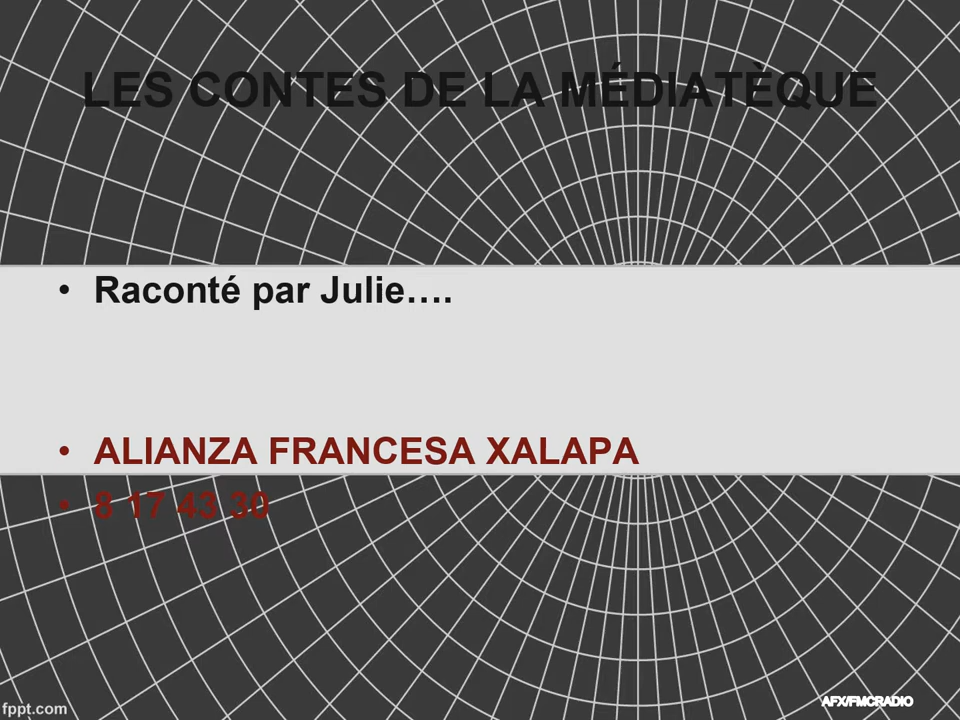 LES CONTES DE LA MÉDIATÈQUE
• Raconté par Julie….
• ALIANZA FRANCESA XALAPA
• 8 17 43 30
fppt.com
AFX/FMCRADIO